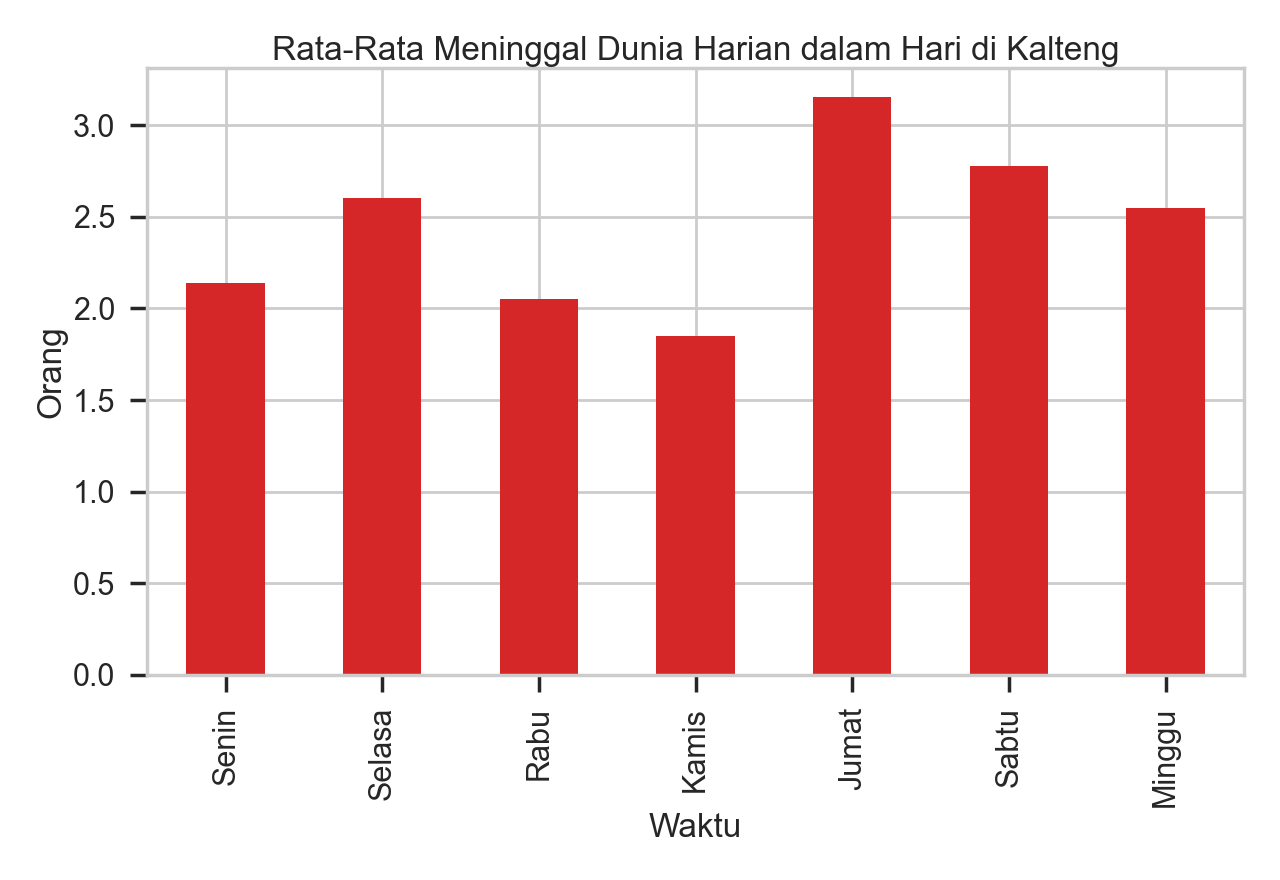 Rata-Rata Meninggal Dunia Harian dalam Hari di Kalteng
3.0
2.5
2.0
1.5
1.0
0.5
0.0
Orang
Senin
Selasa
Rabu
Kamis
Jumat
Sabtu
Minggu
Waktu